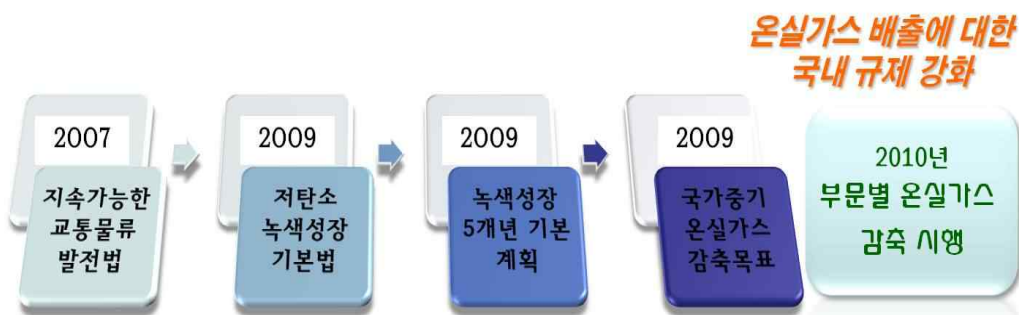 온실가스 배출에 대한
국내 규제 강화
2007
지속가능한
교통물류
발전법
2009
저탄소
녹색성장
기본법
2009
녹색성장
5개년 기본
계획
2009
국가중기
온실가스
감축목표
2010년
부문별 온실가스
감축 시행